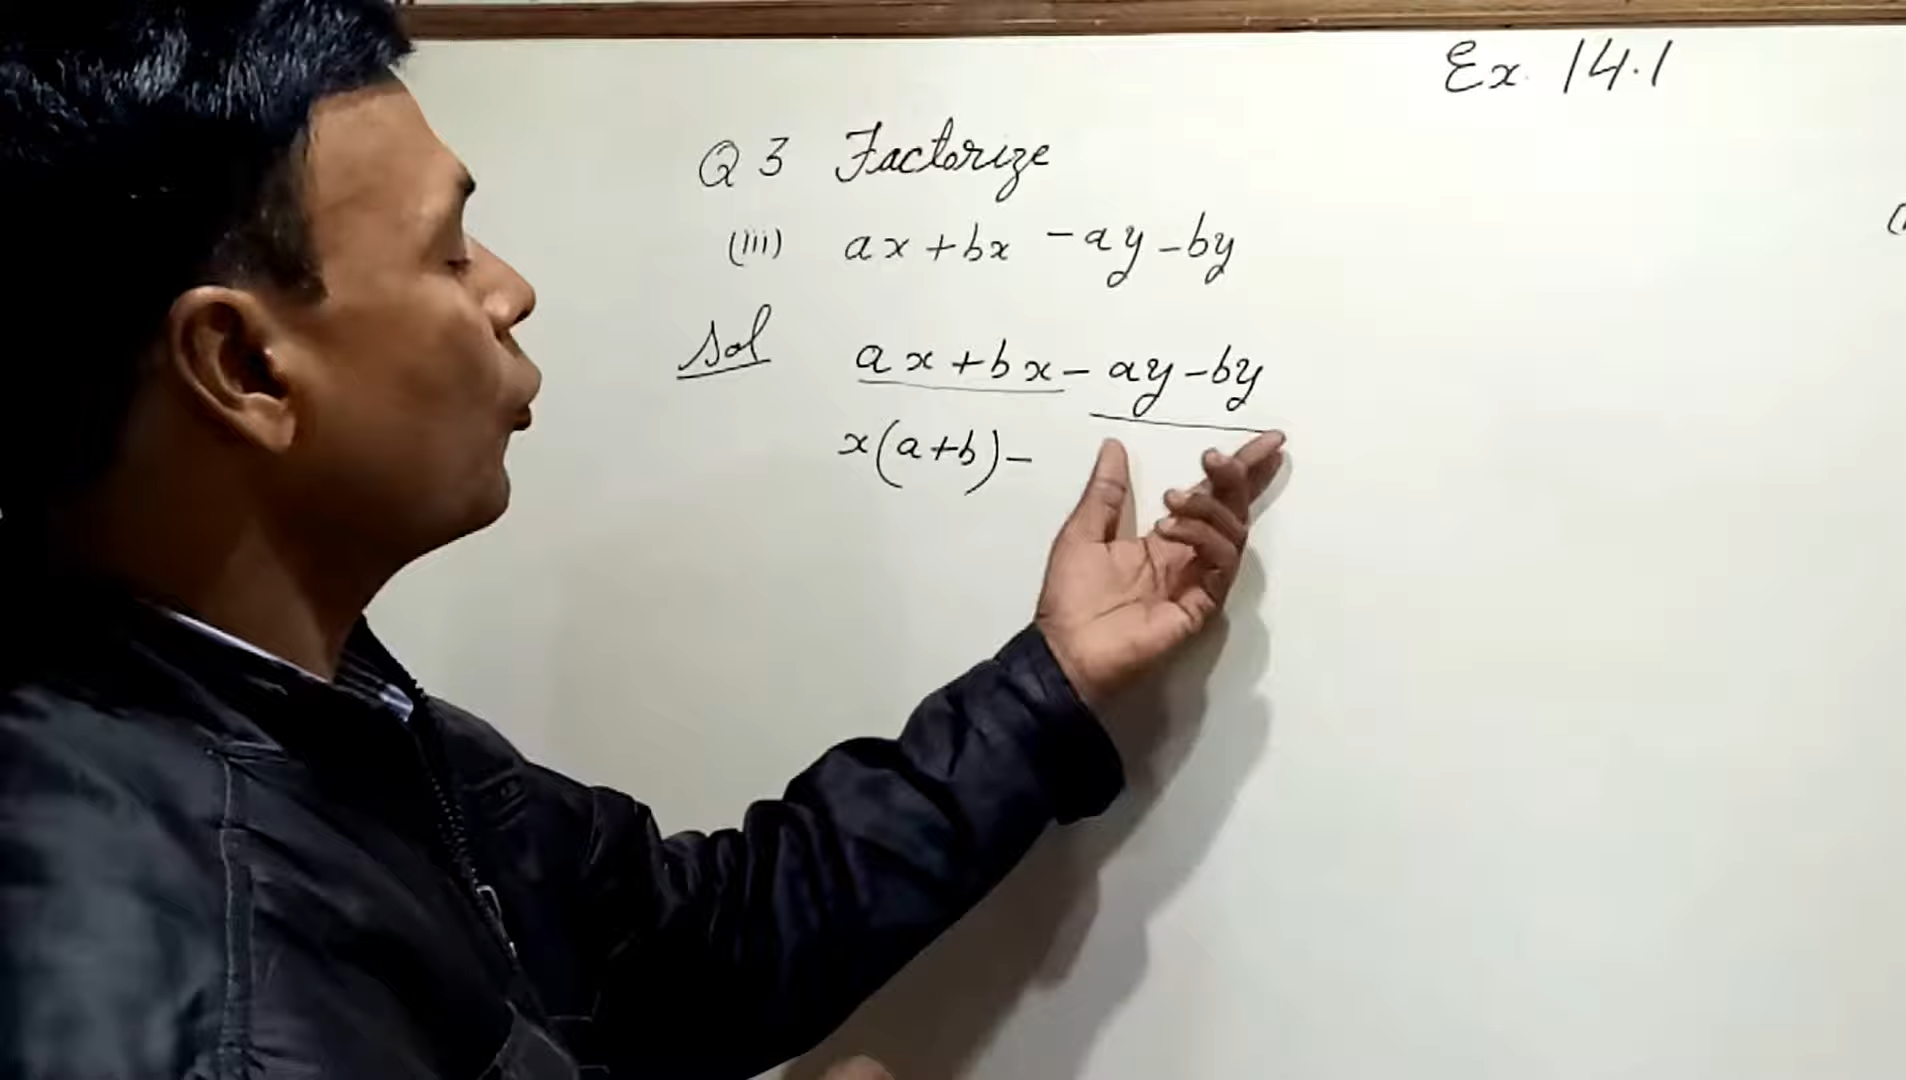 Ex. 14.1
Q 3 Factorize
(iii) ax + bx - ay - by
Sol ax + bx - ay - by
x(a+b) -